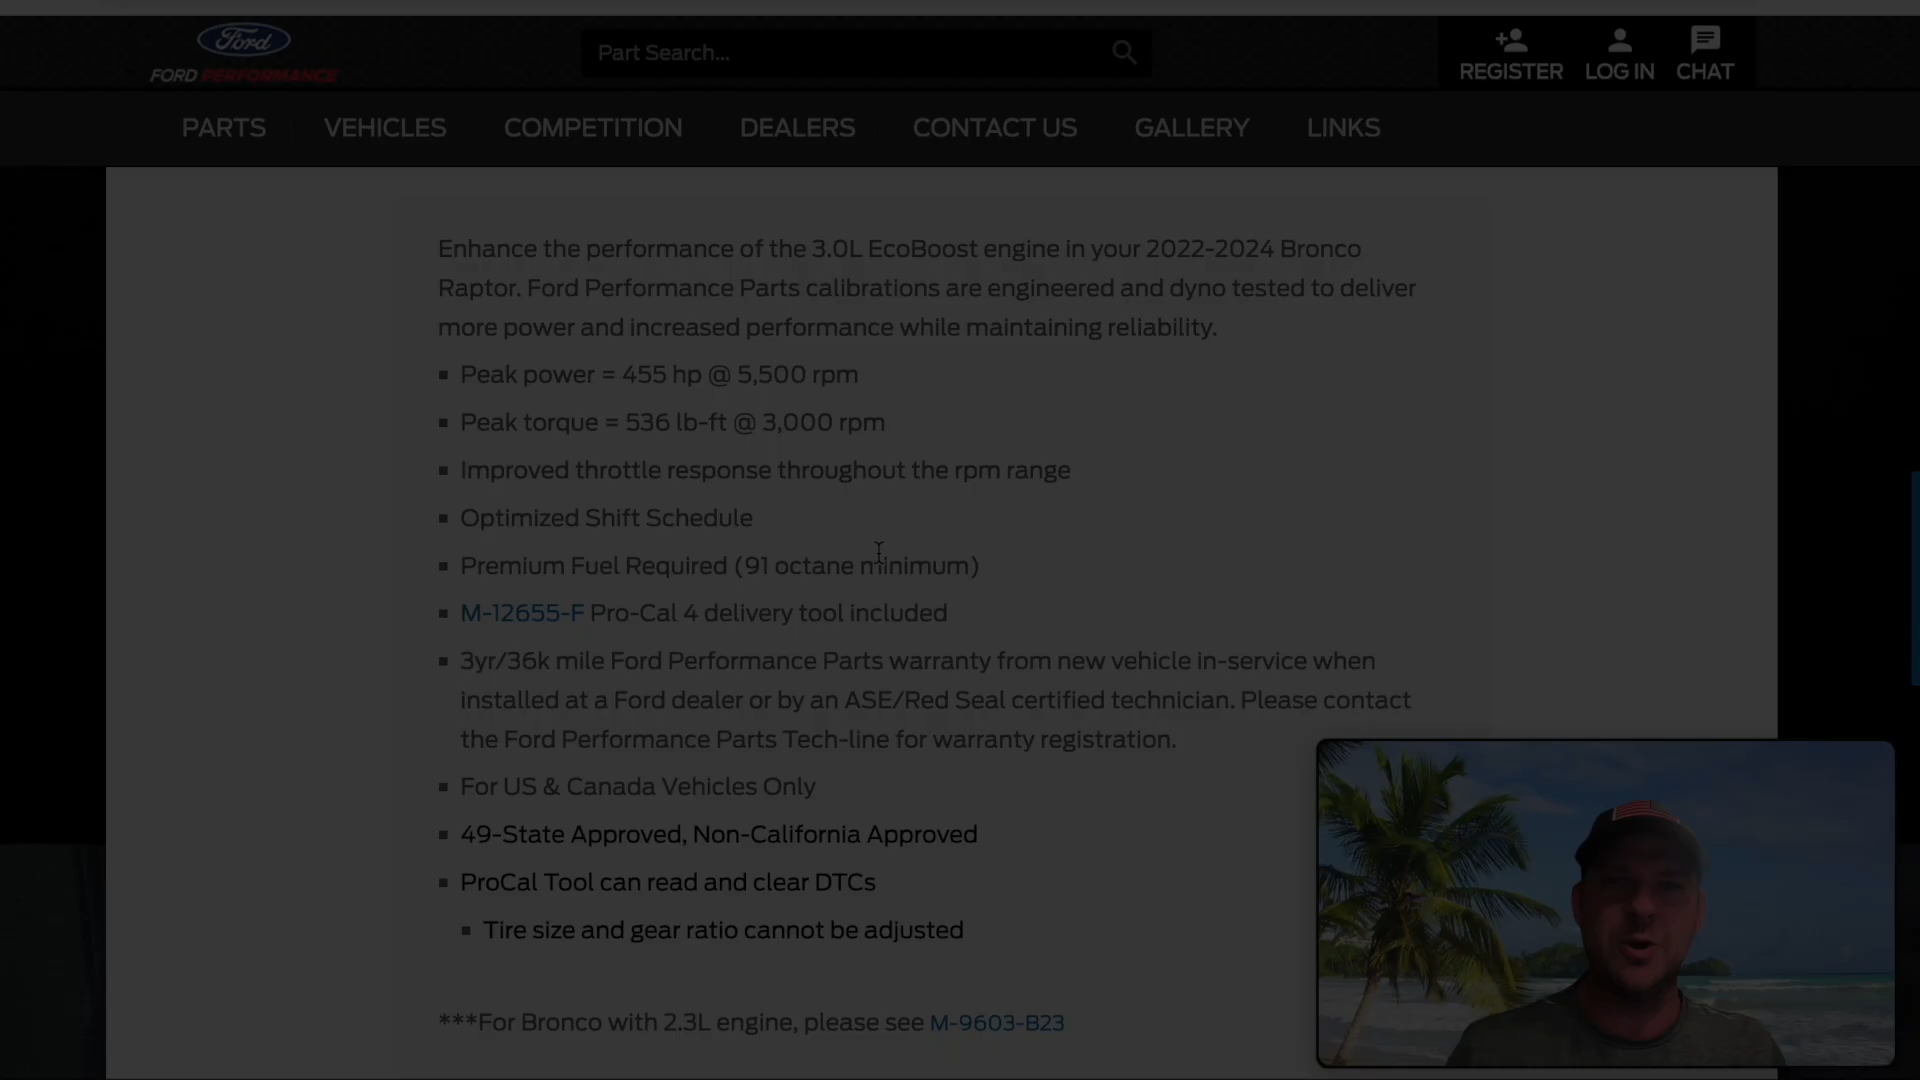 Ford
FORD PERFORMANCE
Part Search...
REGISTER
LOG IN
CHAT
PARTS
VEHICLES
COMPETITION
DEALERS
CONTACT US
GALLERY
LINKS
Enhance the performance of the 3.0L EcoBoost engine in your 2022-2024 Bronco
Raptor. Ford Performance Parts calibrations are engineered and dyno tested to deliver
more power and increased performance while maintaining reliability.
▪ Peak power = 455 hp @ 5,500 rpm
▪ Peak torque = 536 lb-ft @ 3,000 rpm
▪ Improved throttle response throughout the rpm range
▪ Optimized Shift Schedule
▪ Premium Fuel Required (91 octane minimum)
▪ M-12655-F Pro-Cal 4 delivery tool included
▪ 3yr/36k mile Ford Performance Parts warranty from new vehicle in-service when
installed at a Ford dealer or by an ASE/Red Seal certified technician. Please contact
the Ford Performance Parts Tech-line for warranty registration.
▪ For US & Canada Vehicles Only
▪ 49-State Approved, Non-California Approved
▪ ProCal Tool can read and clear DTCs
▪ Tire size and gear ratio cannot be adjusted
***For Bronco with 2.3L engine, please see M-9603-B23